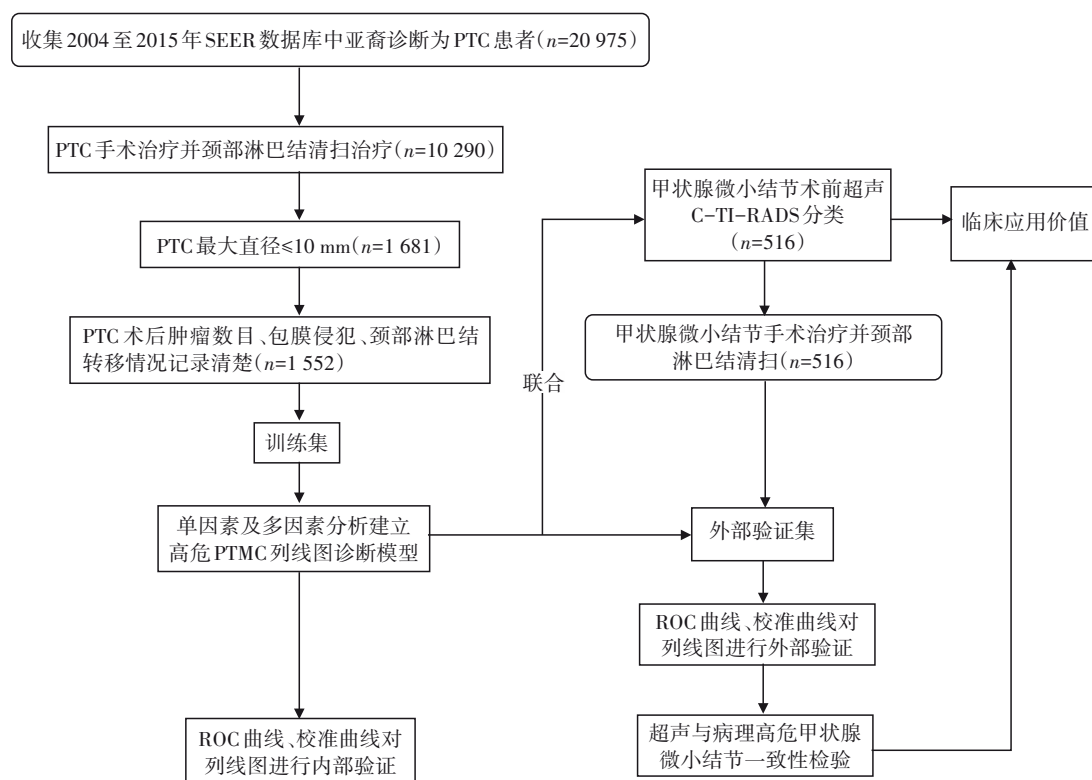 收集2004至2015年SEER数据库中亚裔诊断为PTC患者(n=20 975)
PTC手术治疗并颈部淋巴结清扫治疗(n=10 290)
PTC最大直径≤10 mm(n=1 681)
PTC术后肿瘤数目、包膜侵犯、颈部淋巴结
转移情况记录清楚(n=1 552)
训练集
单因素及多因素分析建立
高危PTMC列线图诊断模型
ROC曲线、校准曲线对
列线图进行内部验证
联合
甲状腺微小结节术前超声
C-TI-RADS分类
(n=516)
甲状腺微小结节手术治疗并颈部
淋巴结清扫(n=516)
外部验证集
ROC曲线、校准曲线对
列线图进行外部验证
超声与病理高危甲状腺
微小结节一致性检验
临床应用价值